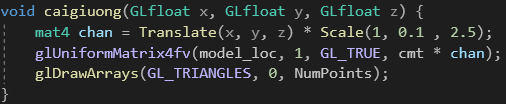 void caigiuong(GLfloat x, GLfloat y, GLfloat z) {
mat4 chan = Translate(x, y, z) * Scale(1, 0.1 , 2.5);
glUniformMatrix4fv(model_loc, 1, GL_TRUE, cmt * chan);
glDrawArrays(GL_TRIANGLES, 0, NumPoints);
}